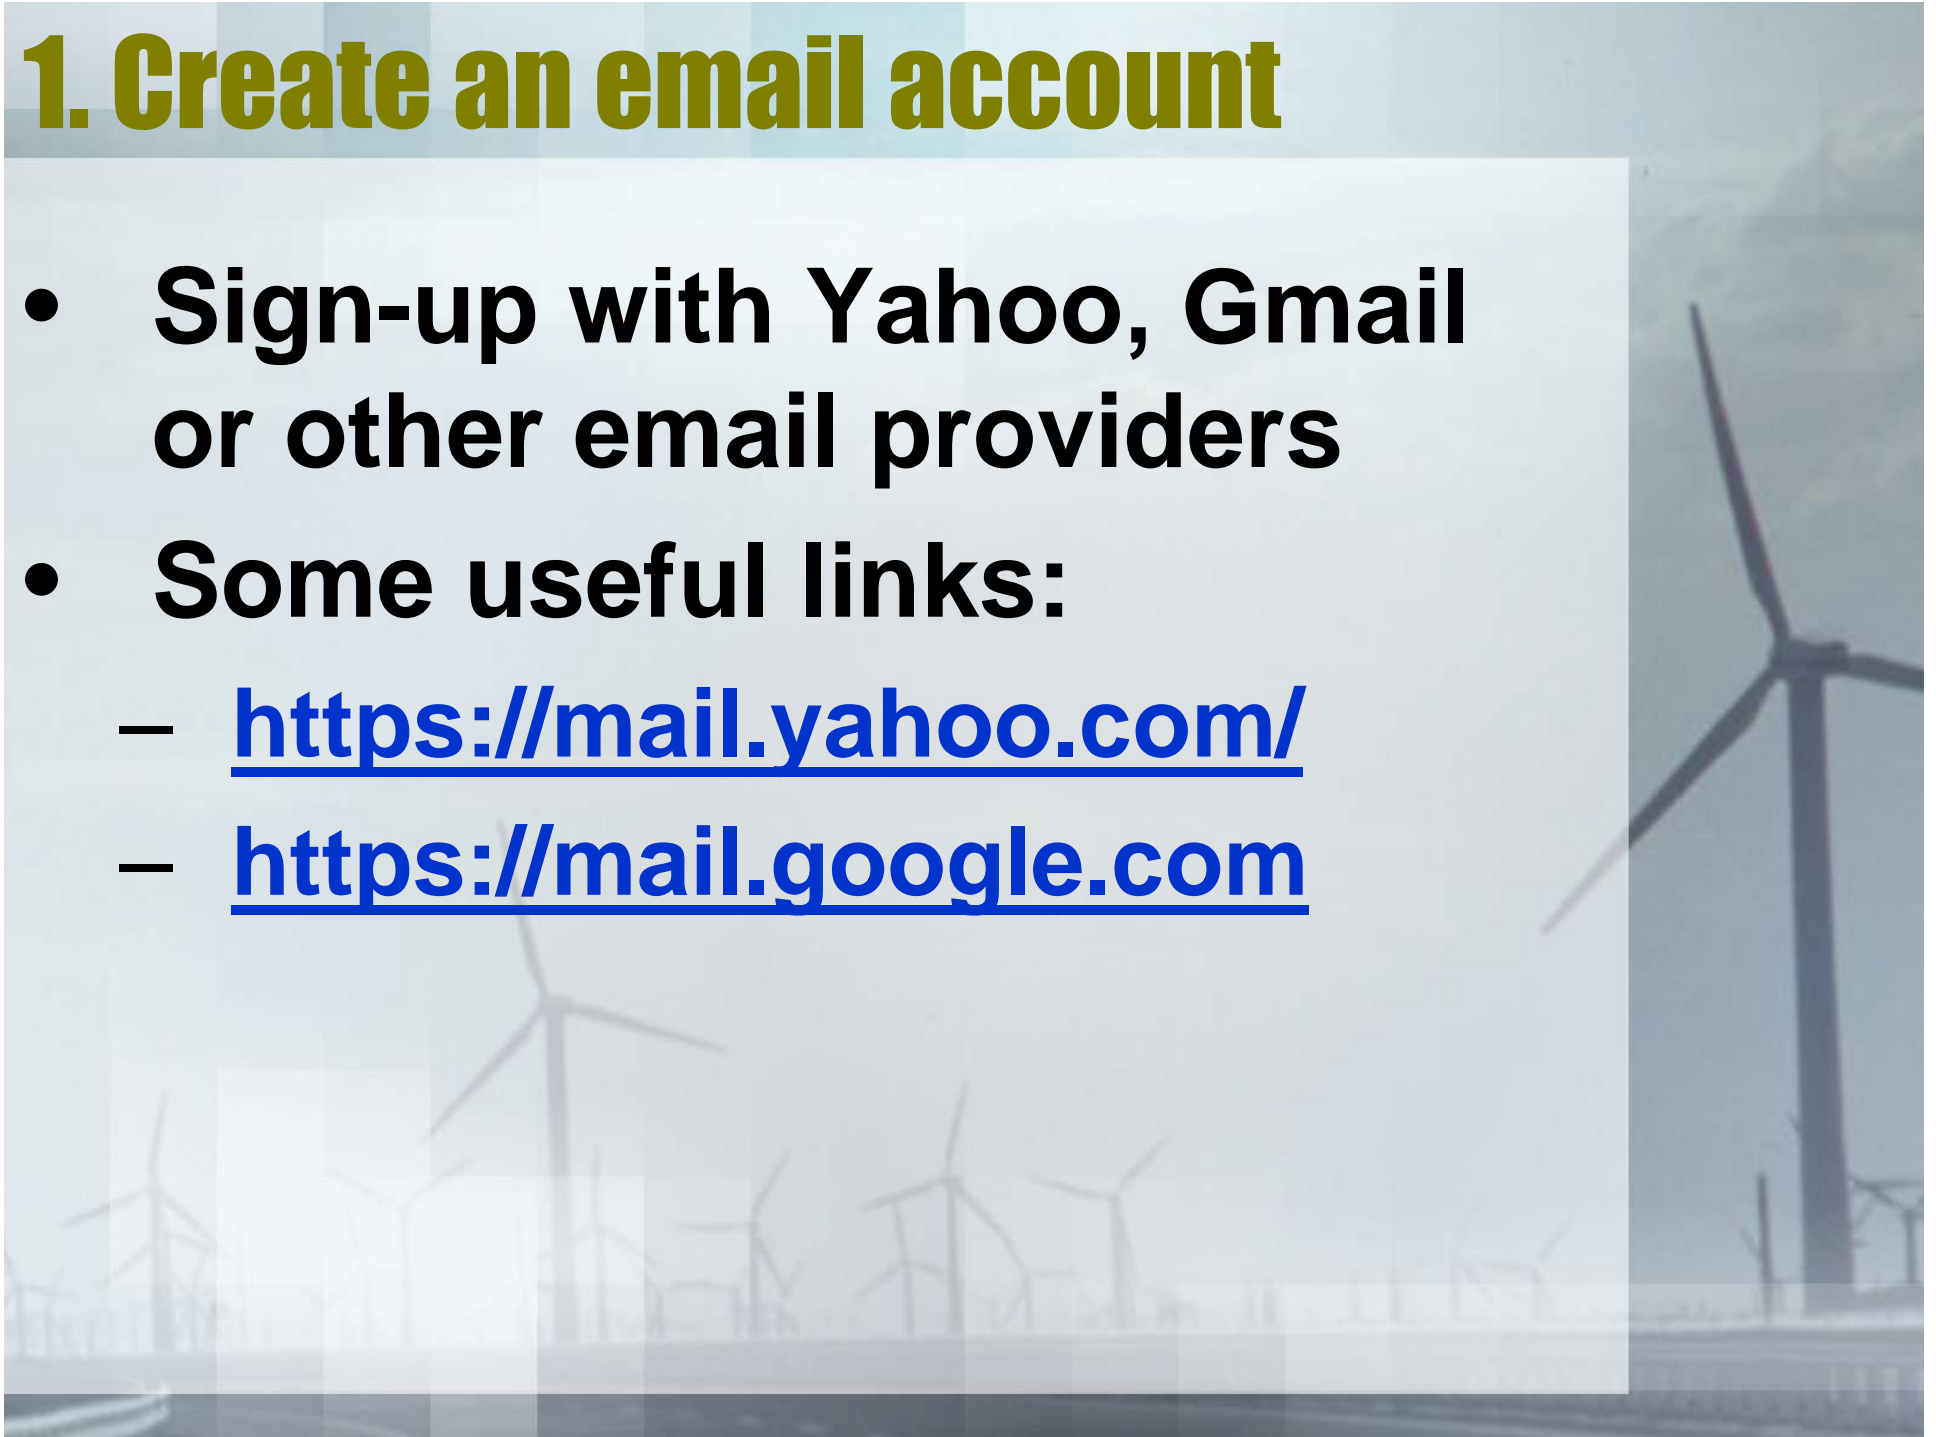 1. Create an email account
• Sign-up with Yahoo, Gmail
or other email providers
• Some useful links:
– https://mail.yahoo.com/
– https://mail.google.com